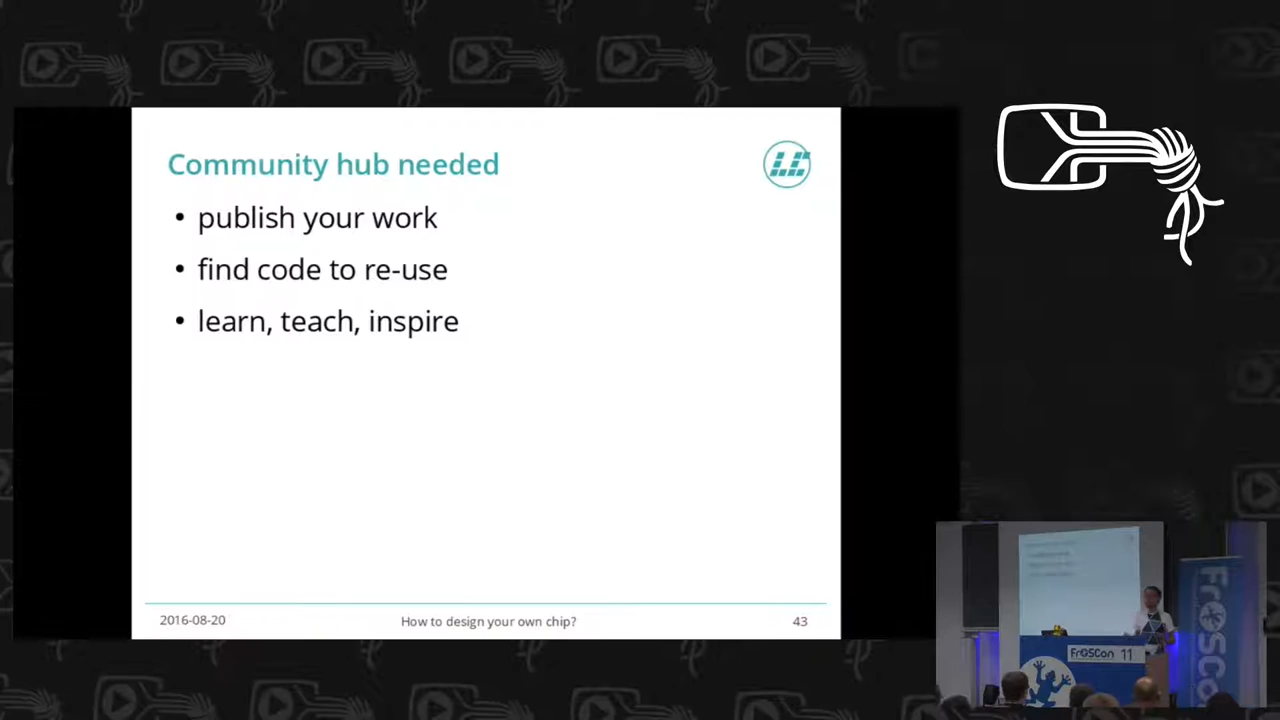 Community hub needed
• publish your work
• find code to re-use
• learn, teach, inspire
2016-08-20
How to design your own chip?
43
FrOSCon 11
FrOSCon